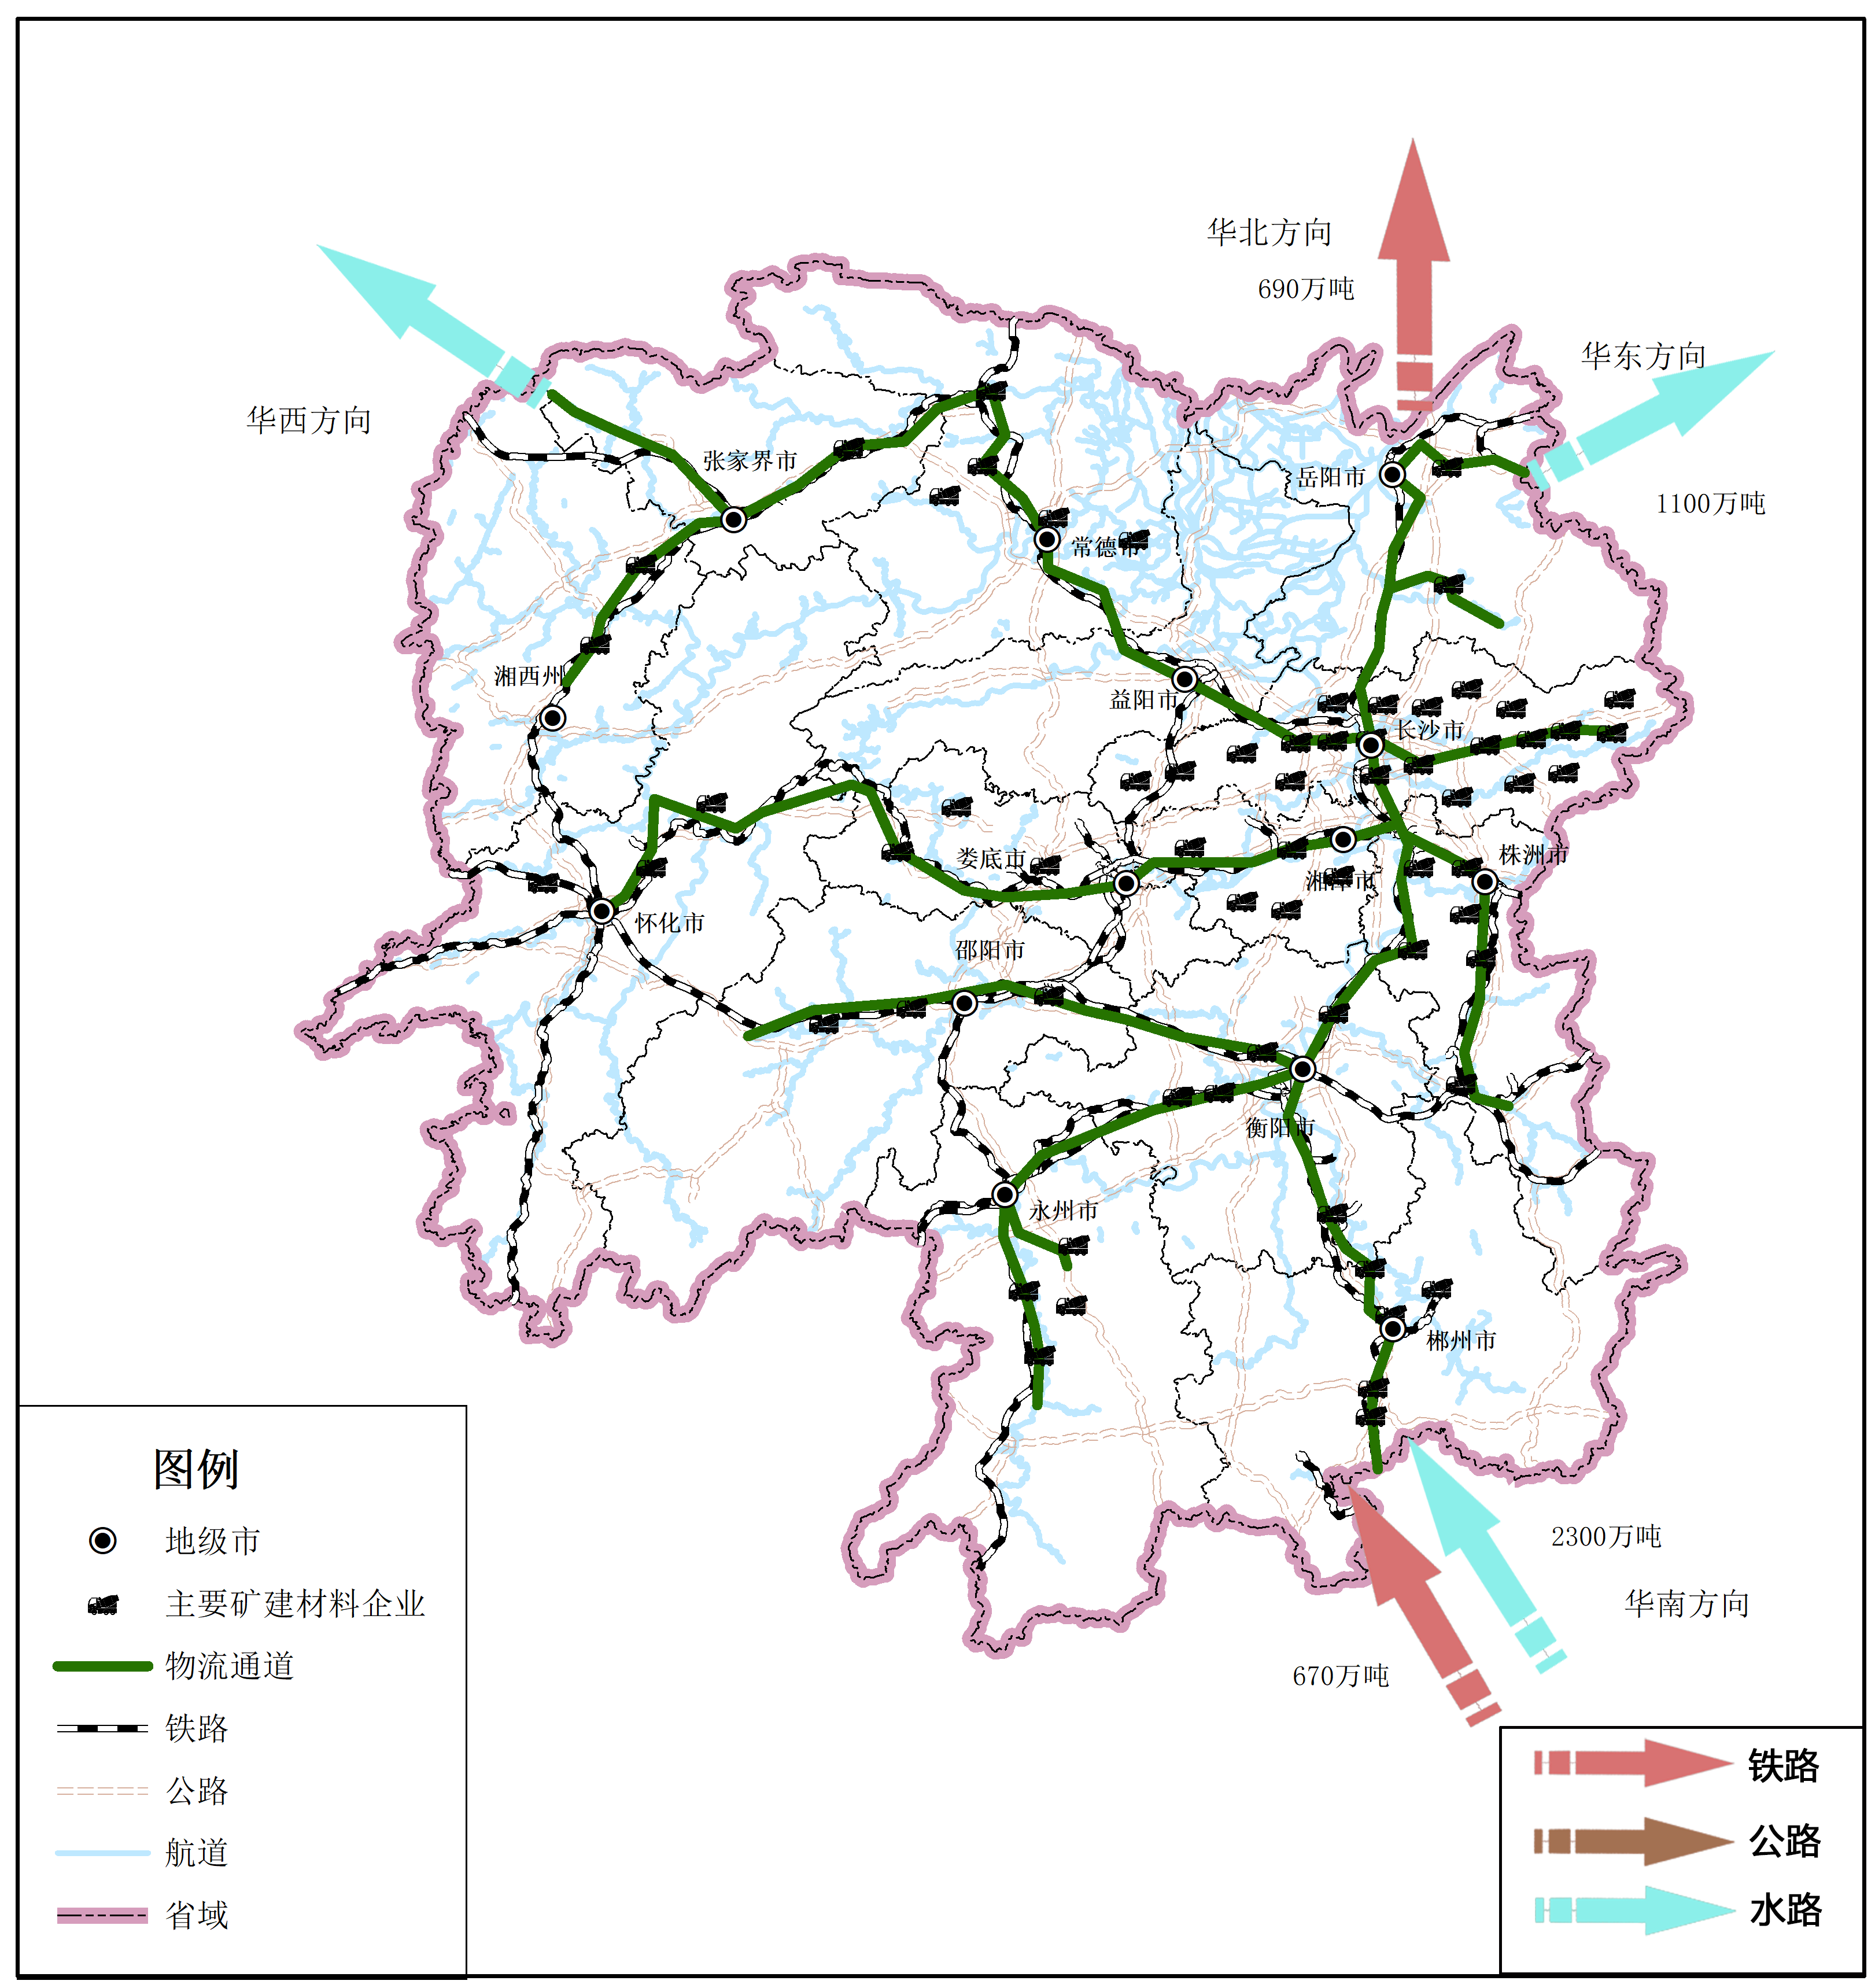 华北方向
690万吨
华东方向
1100万吨
华西方向
张家界市
岳阳市
常德市
湘西州
益阳市
长沙市
娄底市
株洲市
湘潭市
怀化市
邵阳市
衡阳市
永州市
郴州市
2300万吨
华南方向
670万吨
图例
地级市
主要矿建材料企业
物流通道
铁路
公路
航道
省域
铁路
公路
水路